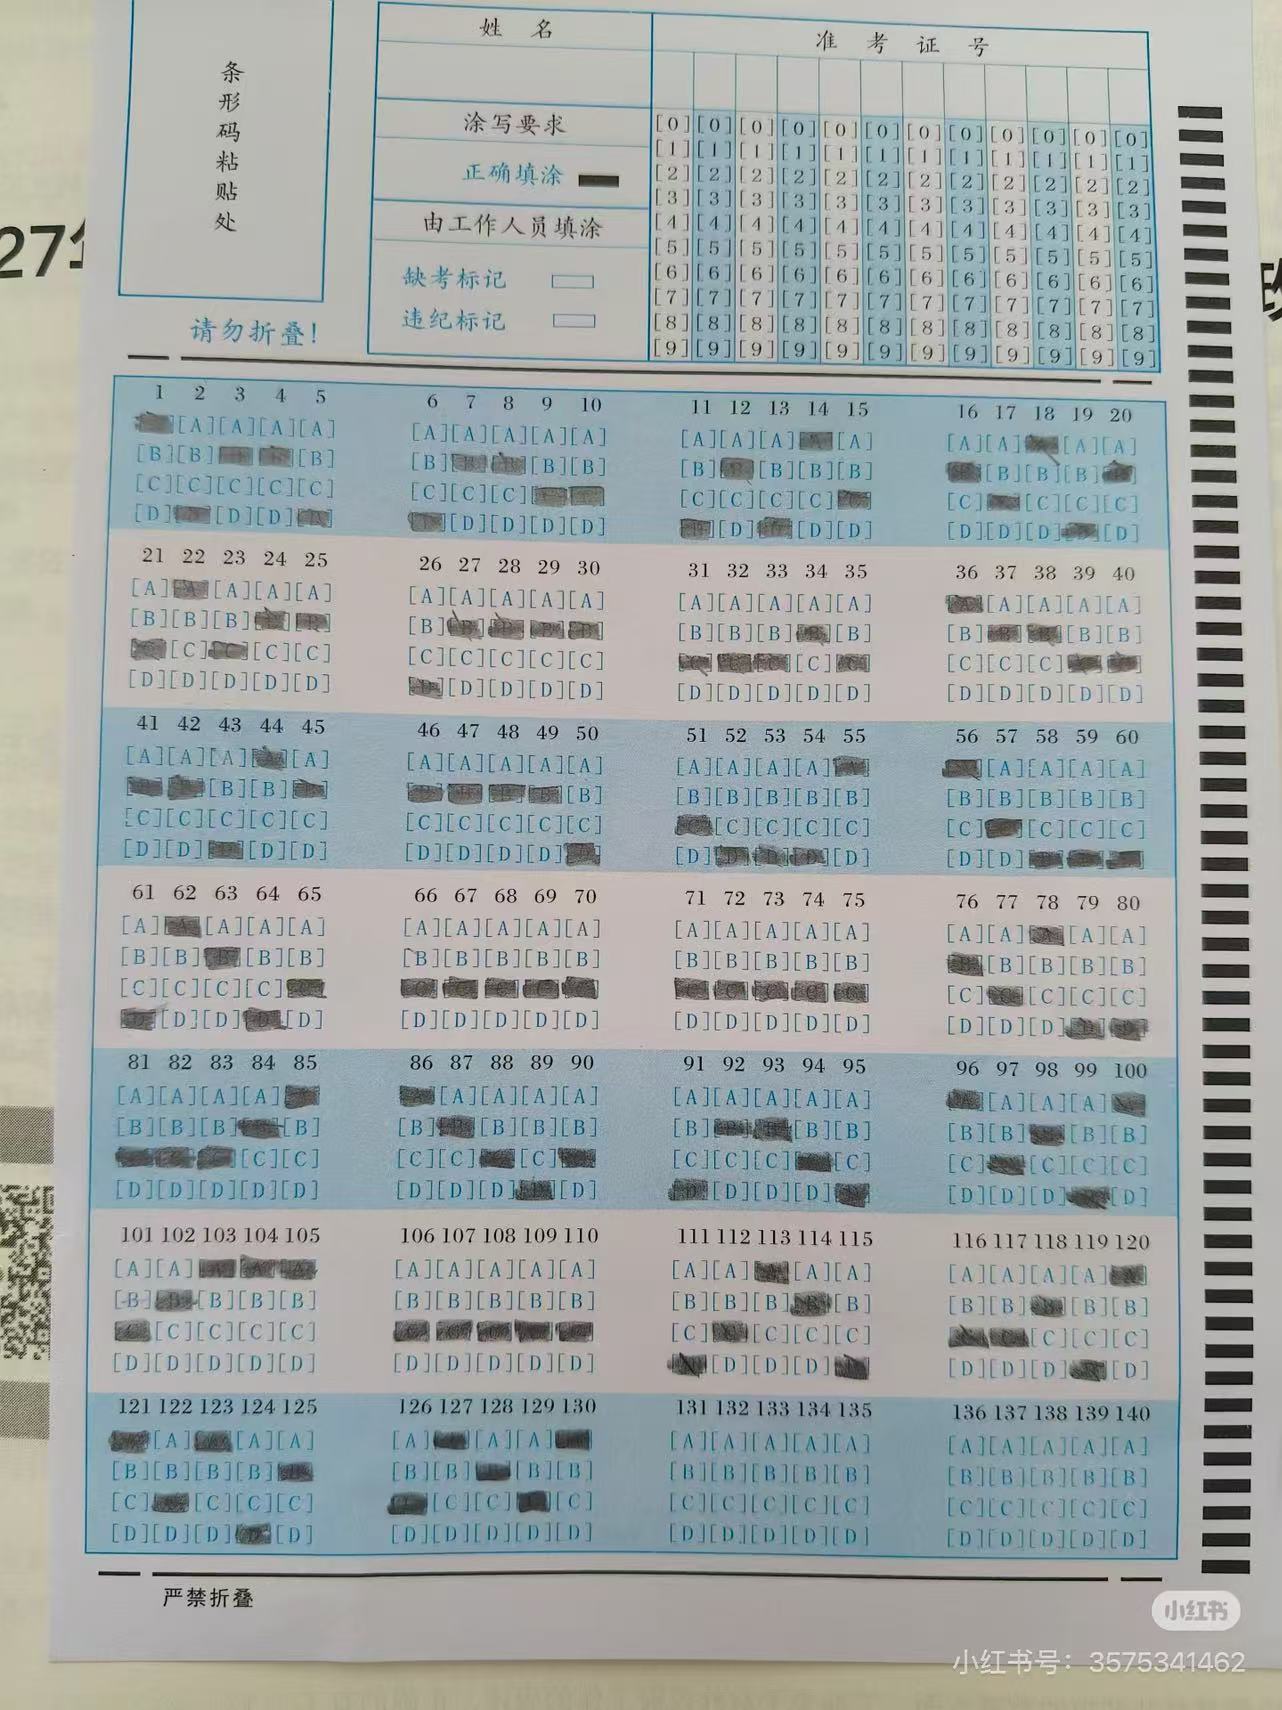 条
形
码
粘
贴
处
请勿折叠!
姓 名
准 考 证 号
涂写要求
正确填涂
由工作人员填涂
缺考标记
违纪标记
[0][0][0][0][0][0][0][0][0][0][0][0]
[1][1][1][1][1][1][1][1][1][1][1][1]
[2][2][2][2][2][2][2][2][2][2][2][2]
[3][3][3][3][3][3][3][3][3][3][3][3]
[4][4][4][4][4][4][4][4][4][4][4][4]
[5][5][5][5][5][5][5][5][5][5][5][5]
[6][6][6][6][6][6][6][6][6][6][6][6]
[7][7][7][7][7][7][7][7][7][7][7][7]
[8][8][8][8][8][8][8][8][8][8][8][8]
[9][9][9][9][9][9][9][9][9][9][9][9]
27
1 2 3 4 5 6 7 8 9 10 11 12 13 14 15 16 17 18 19 20
[A][A][A][A] [A][A][A][A][A] [A][A][A][A] [A][A][A][A]
[B][B][B] [B][B][B] [B][B][B][B] [B][B][B]
[C][C][C][C][C] [C][C][C] [C][C][C][C] [C][C][C][C]
[D][D][D] [D][D][D][D] [D][D][D] [D][D][D][D]
21 22 23 24 25 26 27 28 29 30 31 32 33 34 35 36 37 38 39 40
[A][A][A][A] [A][A][A][A][A] [A][A][A][A][A] [A][A][A][A]
[B][B][B] [B] [B][B][B][B] [B][B][B]
[C][C][C] [C][C][C][C][C] [C] [C][C][C]
[D][D][D][D][D] [D][D][D][D] [D][D][D][D][D] [D][D][D][D][D]
41 42 43 44 45 46 47 48 49 50 51 52 53 54 55 56 57 58 59 60
[A][A][A][A] [A][A][A][A][A] [A][A][A][A] [A][A][A][A]
[B][B] [B] [B][B][B][B][B] [B][B][B][B][B]
[C][C][C][C][C] [C][C][C][C][C] [C][C][C][C] [C][C][C][C]
[D][D][D][D] [D][D][D][D] [D][D] [D][D]
61 62 63 64 65 66 67 68 69 70 71 72 73 74 75 76 77 78 79 80
[A][A][A][A] [A][A][A][A][A] [A][A][A][A][A] [A][A][A][A]
[B][B][B][B] [B][B][B][B][B] [B][B][B][B][B] [B][B][B][B]
[C][C][C][C] [C][C][C][C]
[D][D][D] [D][D][D][D][D] [D][D][D][D][D] [D][D][D]
81 82 83 84 85 86 87 88 89 90 91 92 93 94 95 96 97 98 99 100
[A][A][A][A] [A][A][A][A] [A][A][A][A][A] [A][A][A]
[B][B][B][B] [B][B][B][B] [B][B][B] [B][B][B][B]
[C][C] [C][C][C] [C][C][C][C] [C][C][C][C]
[D][D][D][D][D] [D][D][D][D] [D][D][D] [D][D][D][D]
101 102 103 104 105 106 107 108 109 110 111 112 113 114 115 116 117 118 119 120
[A][A] [A][A][A][A][A] [A][A][A][A] [A][A][A][A]
[B][B][B][B] [B][B][B][B][B] [B][B][B][B] [B][B][B][B]
[C][C][C][C] [C][C][C][C] [C][C][C]
[D][D][D][D][D] [D][D][D][D][D] [D][D][D] [D][D][D][D]
121 122 123 124 125 126 127 128 129 130 131 132 133 134 135 136 137 138 139 140
[A][A][A] [A][A][A] [A][A][A][A][A] [A][A][A][A][A]
[B][B][B][B] [B][B][B][B] [B][B][B][B][B] [B][B][B][B][B]
[C][C][C][C] [C][C][C] [C][C][C][C][C] [C][C][C][C][C]
[D][D][D][D] [D][D][D][D][D] [D][D][D][D][D] [D][D][D][D][D]
严禁折叠
小红书
小红书号：3575341462